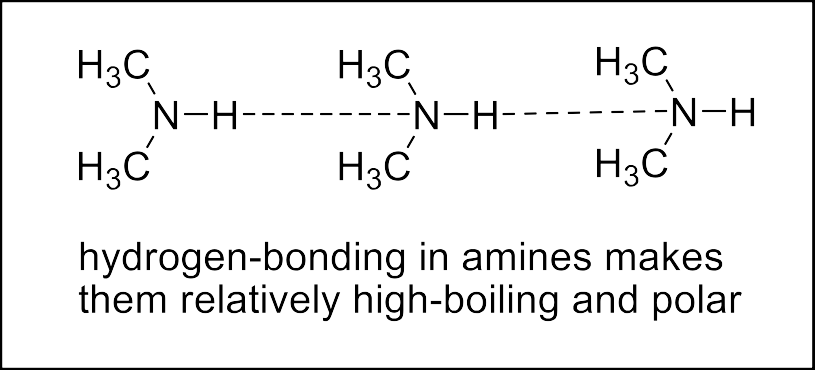 H3C H3C H3C
N—H-----------N—H-----------N—H
H3C H3C H3C
hydrogen-bonding in amines makes
them relatively high-boiling and polar